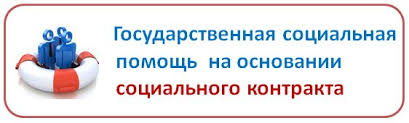 Государственная социальная
помощь на основании
социального контракта